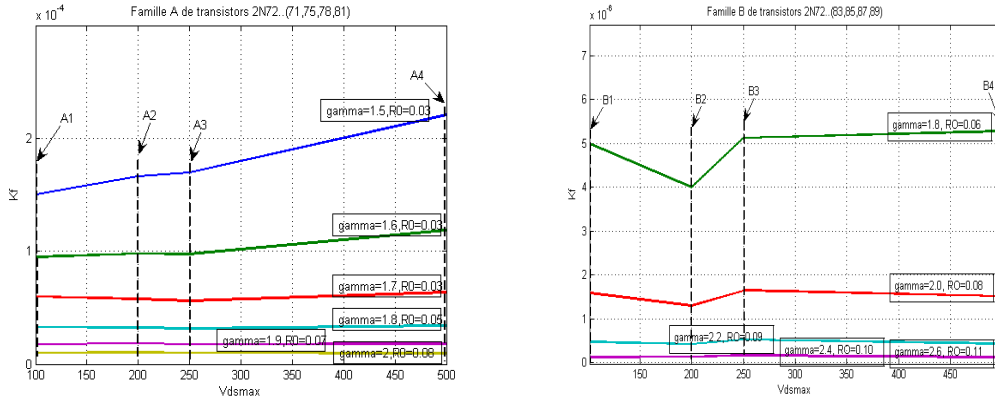 Famille A de transistors 2N72..(71,75,78,81)
x 10^-4
A4
gamma=1.5,R0=0.03
A1
A2
A3
2
gamma=1.6,R0=0.03
1
gamma=1.7,R0=0.03
gamma=1.8,R0=0.05
gamma=1.9,R0=0.07
gamma=2,R0=0.08
0
100 150 200 250 300 350 400 450 500
Kf
Vdsmax
Famille B de transistors 2N72..(83,85,87,89)
x 10^-6
7
6
B1
B2
B3
B4
gamma=1.8, RO=0.06
5
4
3
2
gamma=2.0, RO=0.08
1
gamma=2.2, RO=0.09
gamma=2.4, RO=0.10
gamma=2.6, RO=0.11
0
150 200 250 300 350 400 450
Kf
Vdsmax